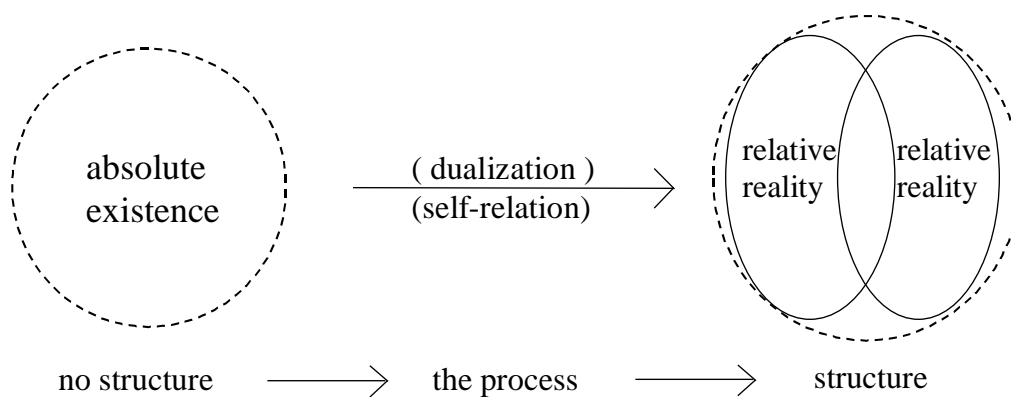 absolute
existence
( dualization )
(self-relation)
relative
reality
relative
reality
no structure
the process
structure